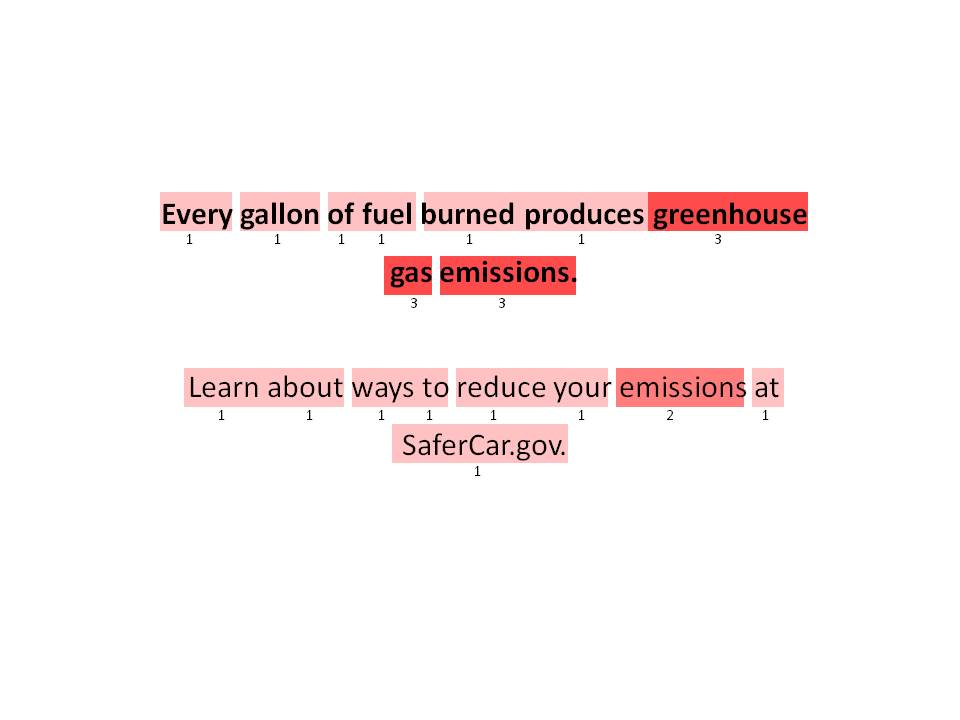 Every gallon of fuel burned produces greenhouse
1 1 1 1 1 1 3
gas emissions.
3 3
Learn about ways to reduce your emissions at
1 1 1 1 1 1 2 1
SaferCar.gov.
1